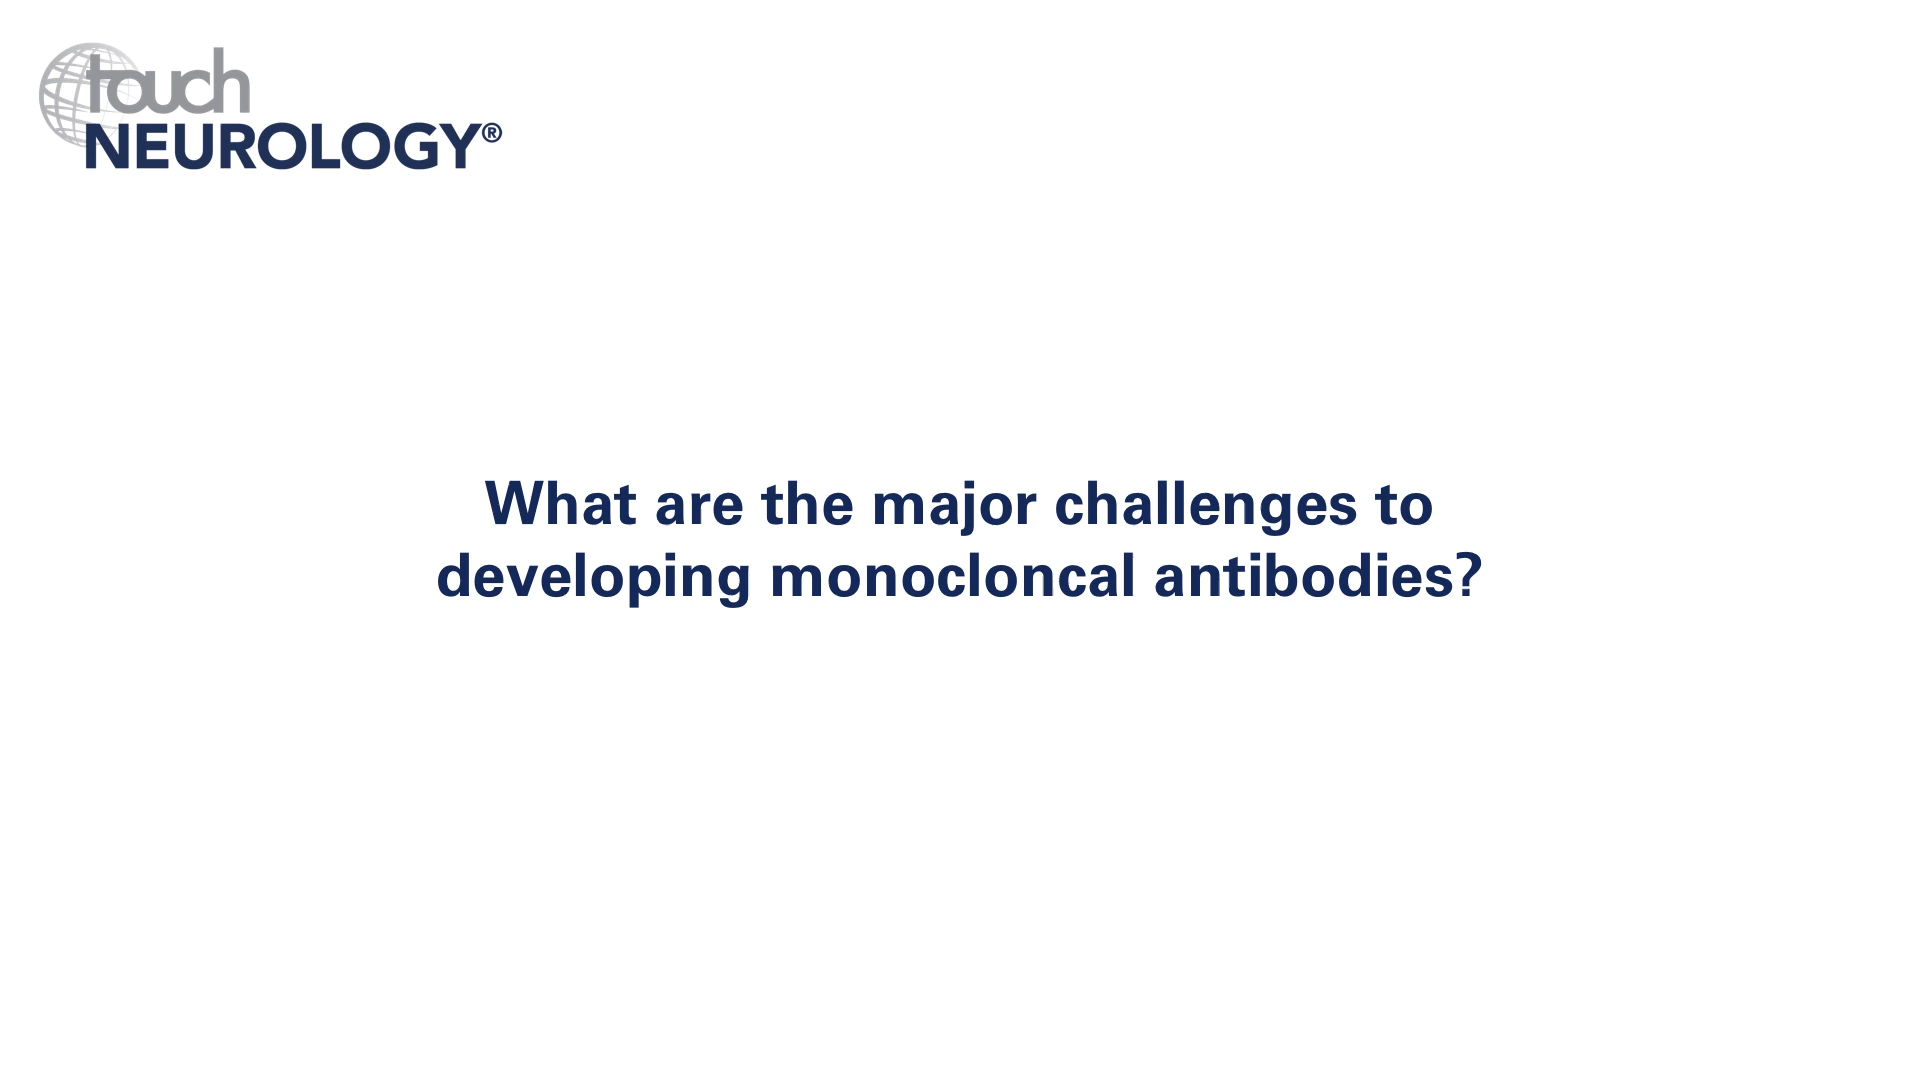 touch
NEUROLOGY®
What are the major challenges to
developing monocloncal antibodies?